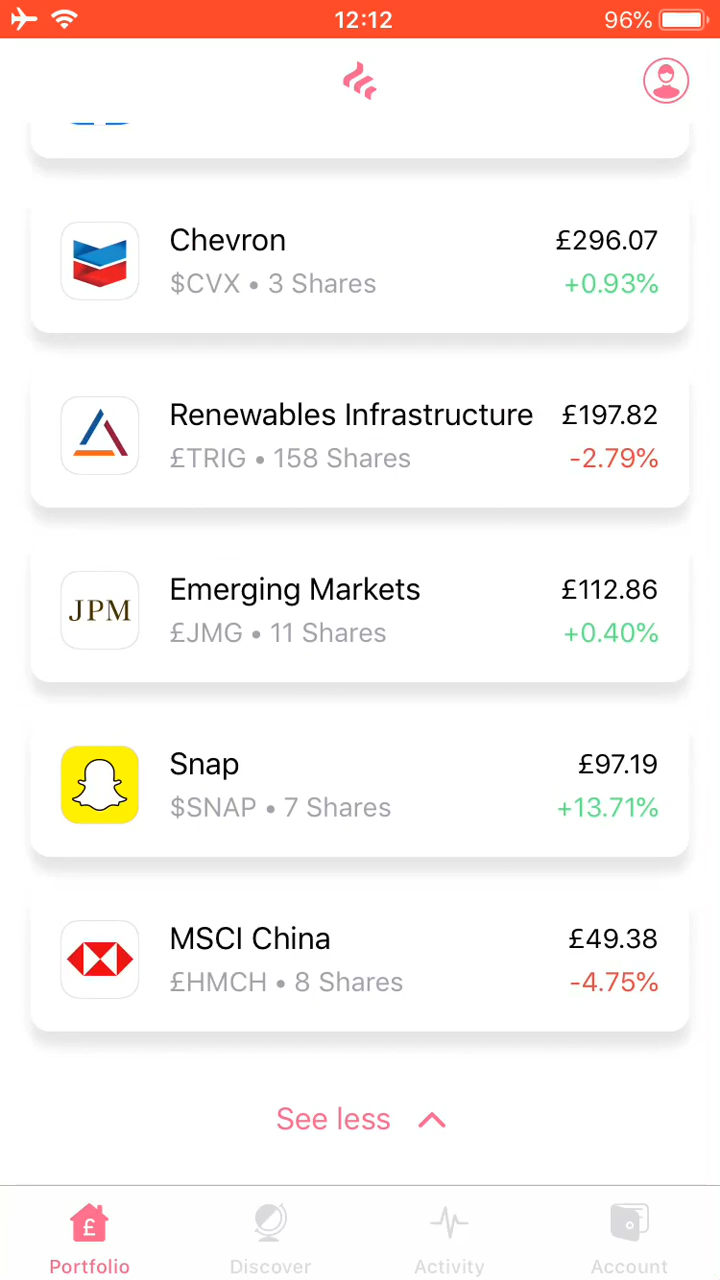 12:12
96%
Chevron £296.07
$CVX • 3 Shares +0.93%
Renewables Infrastructure £197.82
£TRIG • 158 Shares -2.79%
JPM
Emerging Markets £112.86
£JMG • 11 Shares +0.40%
Snap £97.19
$SNAP • 7 Shares +13.71%
MSCI China £49.38
£HMCH • 8 Shares -4.75%
See less
£
Portfolio Discover Activity Account